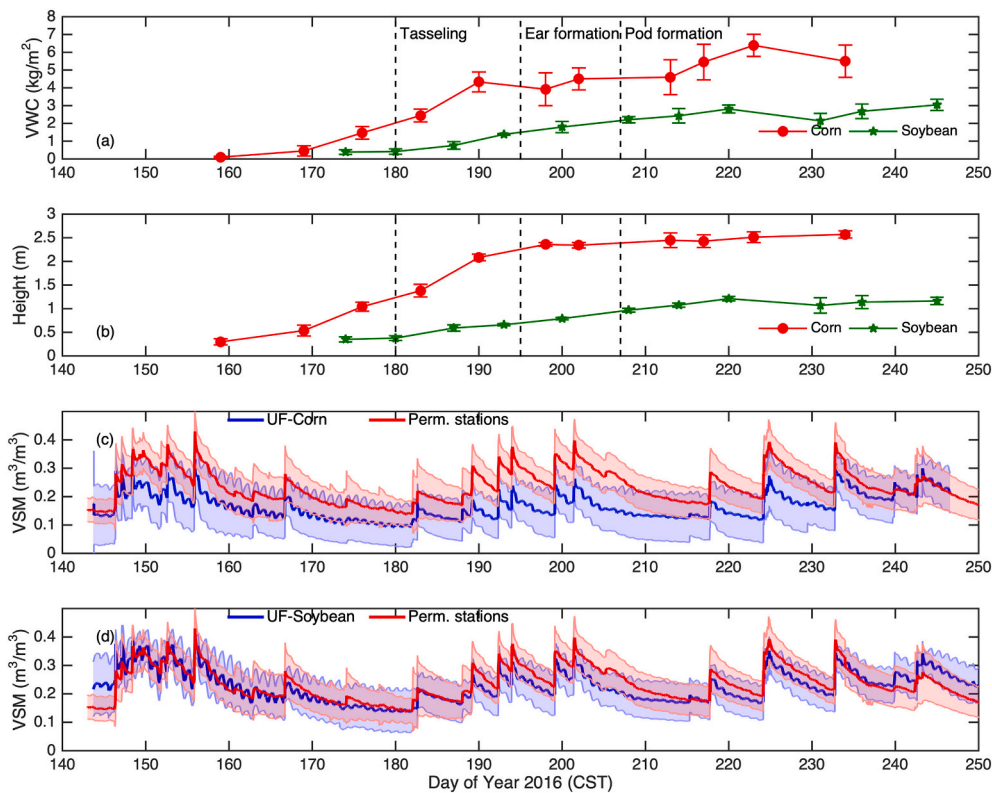 8
7
6
5
4
3
2
1
0
VWC (kg/m²)
Tasseling
Ear formation
Pod formation
(a)
Corn
Soybean
140 150 160 170 180 190 200 210 220 230 240 250
3
2.5
2
1.5
1
0.5
0
Height (m)
(b)
Corn
Soybean
140 150 160 170 180 190 200 210 220 230 240 250
0.4
0.3
0.2
0.1
0
VSM (m³/m³)
(c)
UF-Corn
Perm. stations
140 150 160 170 180 190 200 210 220 230 240 250
0.4
0.3
0.2
0.1
0
VSM (m³/m³)
(d)
UF-Soybean
Perm. stations
140 150 160 170 180 190 200 210 220 230 240 250
Day of Year 2016 (CST)